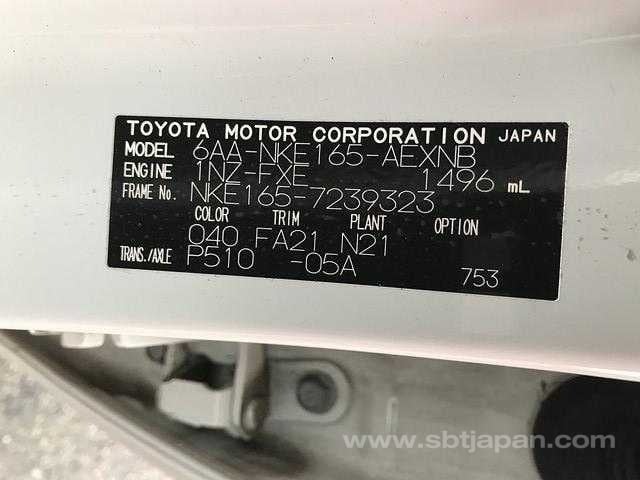 TOYOTA MOTOR CORPORATION JAPAN
MODEL 6AA-NKE165-AEXNB
ENGINE 1NZ-FXE 1496 mL
FRAME No. NKE165-7239323
COLOR TRIM PLANT OPTION
040 FA21 N21
TRANS./AXLE P510 -05A 753
www.sbtjapan.com